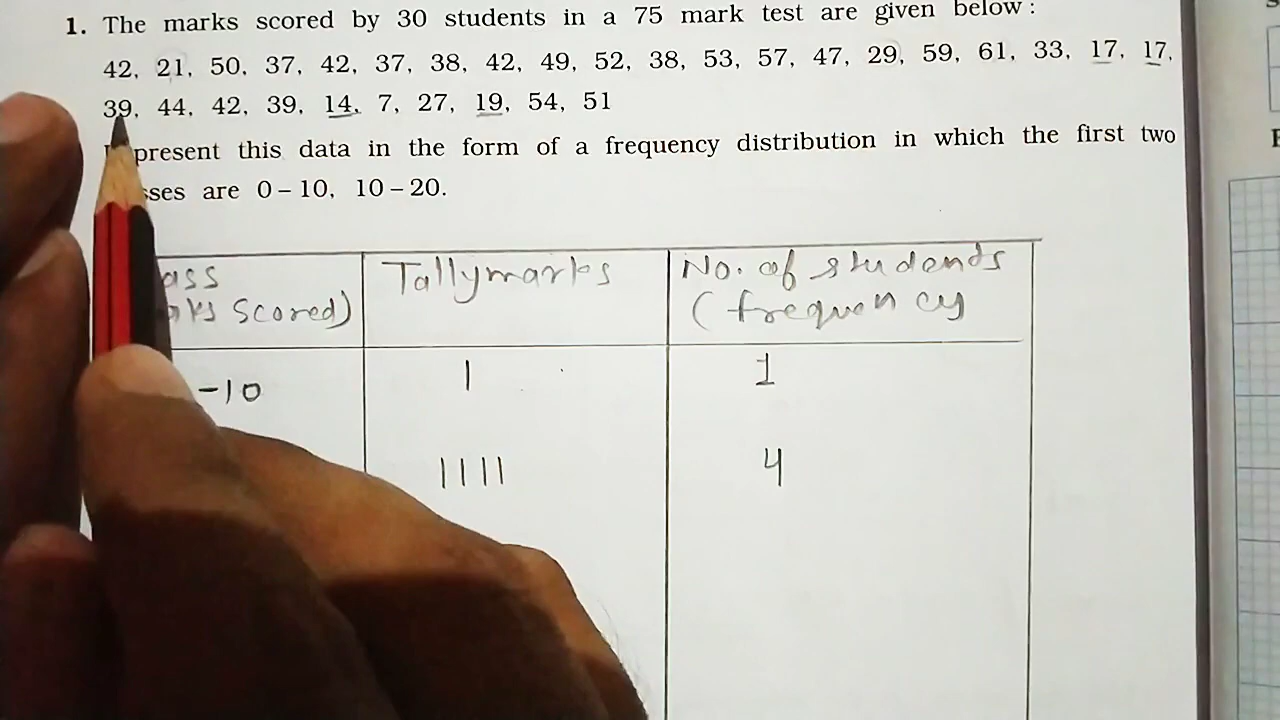 1. The marks scored by 30 students in a 75 mark test are given below :
42, 21, 50, 37, 42, 37, 38, 42, 49, 52, 38, 53, 57, 47, 29, 59, 61, 33, 17, 17,
39, 44, 42, 39, 14, 7, 27, 19, 54, 51
present this data in the form of a frequency distribution in which the first two
sses are 0 – 10, 10 – 20.
ass Tallymarks No. of students
ks scored) (frequency
-10 | 1
|||| 4